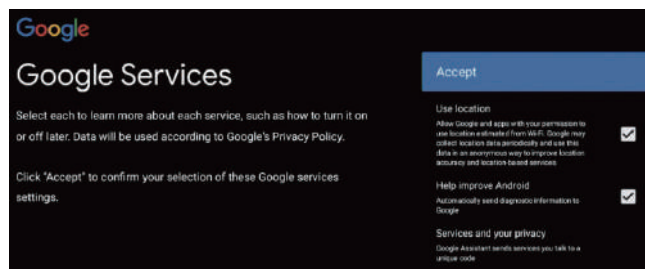 Google
Google Services
Select each to learn more about each service, such as how to turn it on
or off later. Data will be used according to Google's Privacy Policy.
Click "Accept" to confirm your selection of these Google services
settings.
Accept
Use location
Allow Google and apps with your permission to
use location estimated from Wi-Fi. Google may
collect location data periodically and use this
data in an anonymous way to improve location
accuracy and location-based services
Help improve Android
Automatically send diagnostic information to
Google
Services and your privacy
Google Assistant sends services you talk to a
unique code